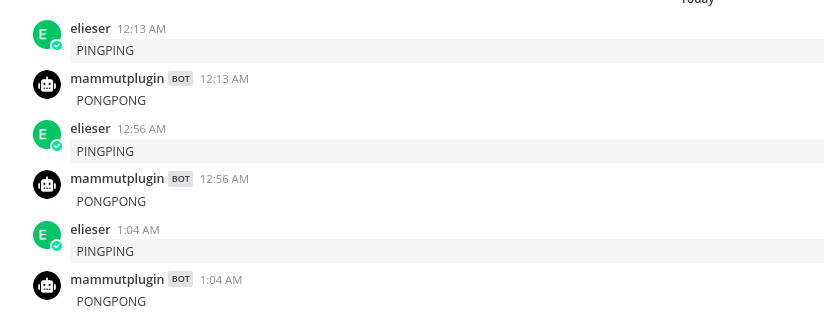 Today
elieser 12:13 AM
PINGPING
mammutplugin BOT 12:13 AM
PONGPONG
elieser 12:56 AM
PINGPING
mammutplugin BOT 12:56 AM
PONGPONG
elieser 1:04 AM
PINGPING
mammutplugin BOT 1:04 AM
PONGPONG